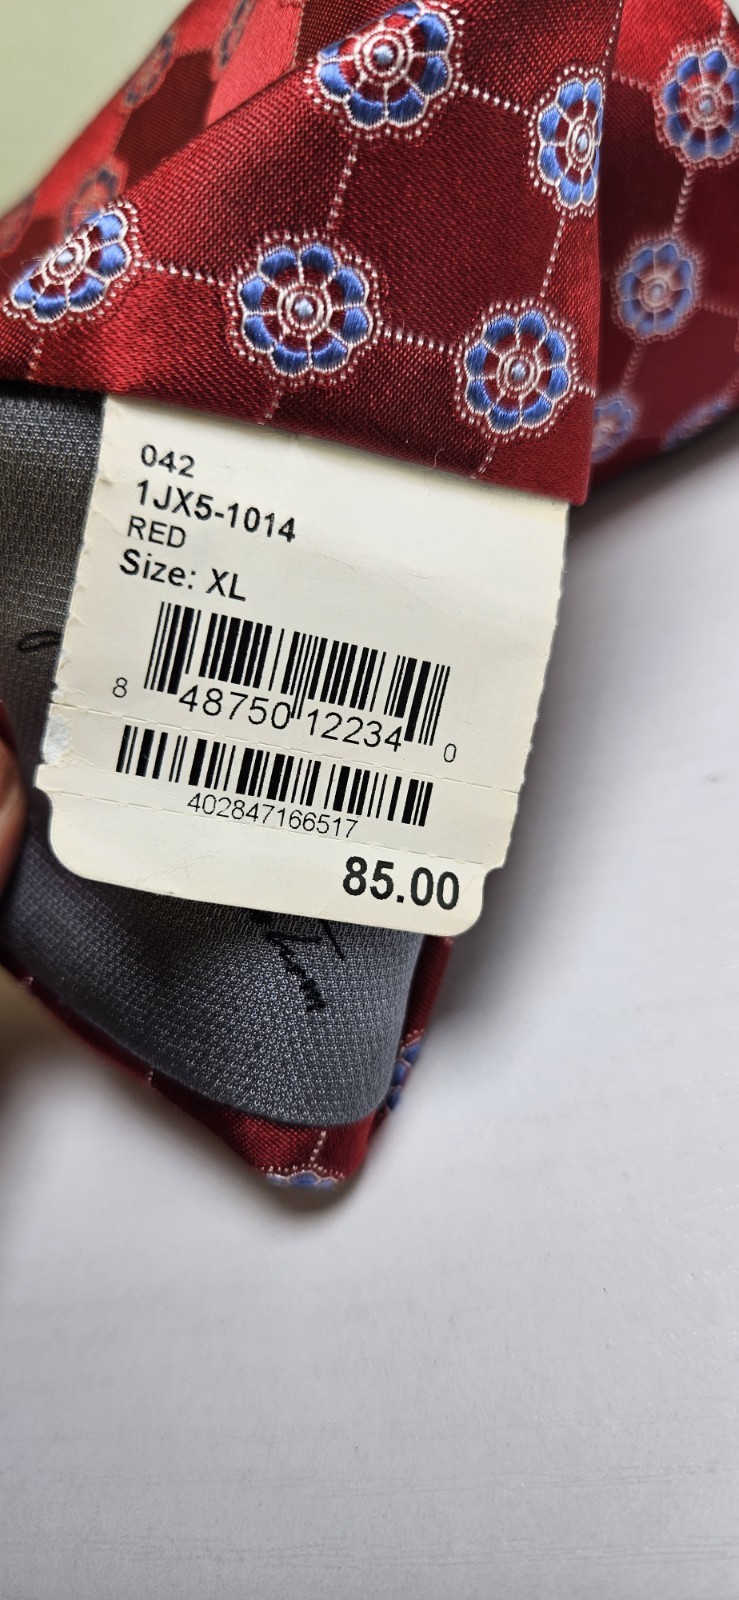 042
1JX5-1014
RED
Size: XL
8 48750 12234 0
402847166517
85.00